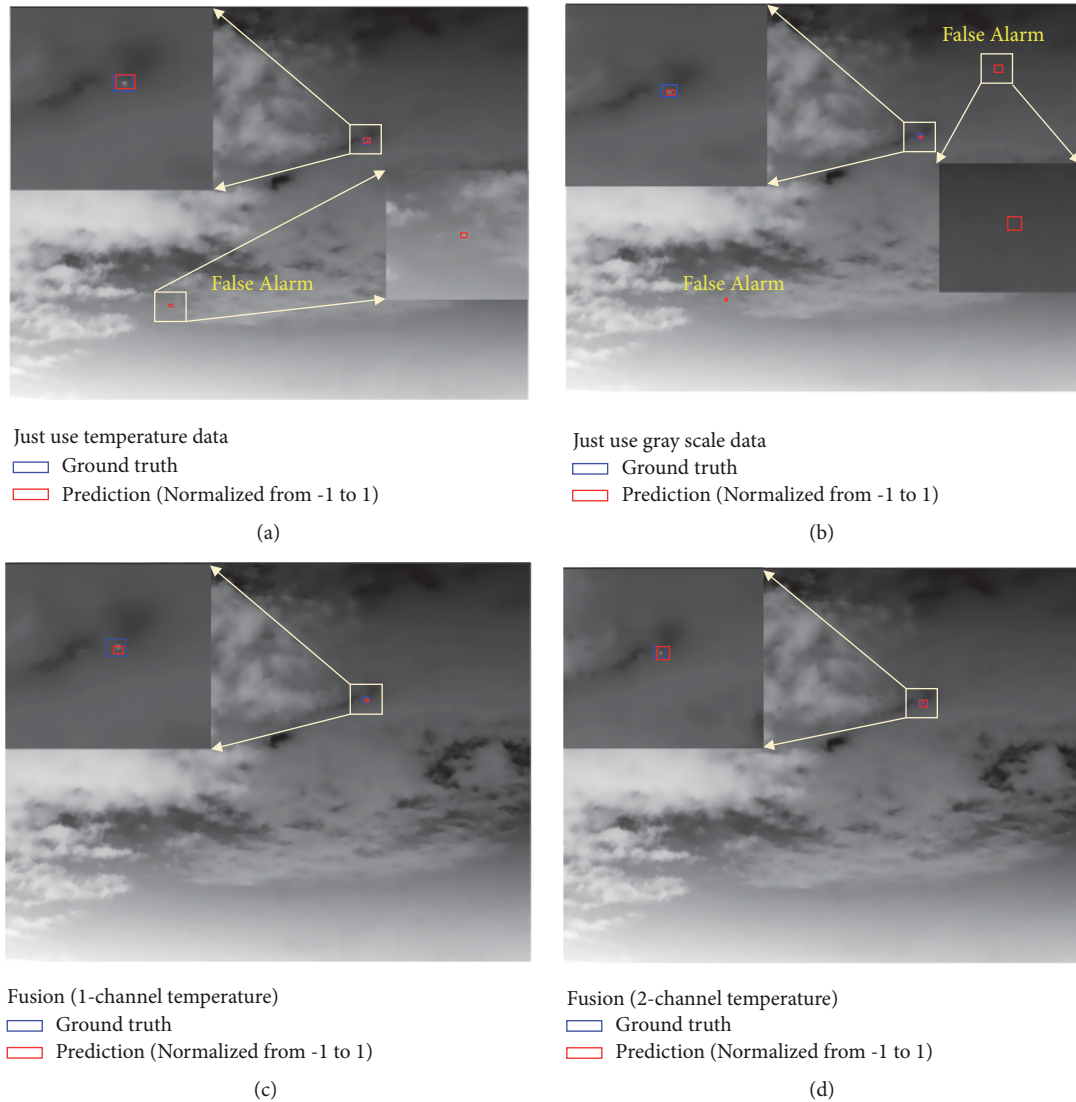 False Alarm
Just use temperature data
Ground truth
Prediction (Normalized from -1 to 1)
(a)
False Alarm
False Alarm
Just use gray scale data
Ground truth
Prediction (Normalized from -1 to 1)
(b)
Fusion (1-channel temperature)
Ground truth
Prediction (Normalized from -1 to 1)
(c)
Fusion (2-channel temperature)
Ground truth
Prediction (Normalized from -1 to 1)
(d)